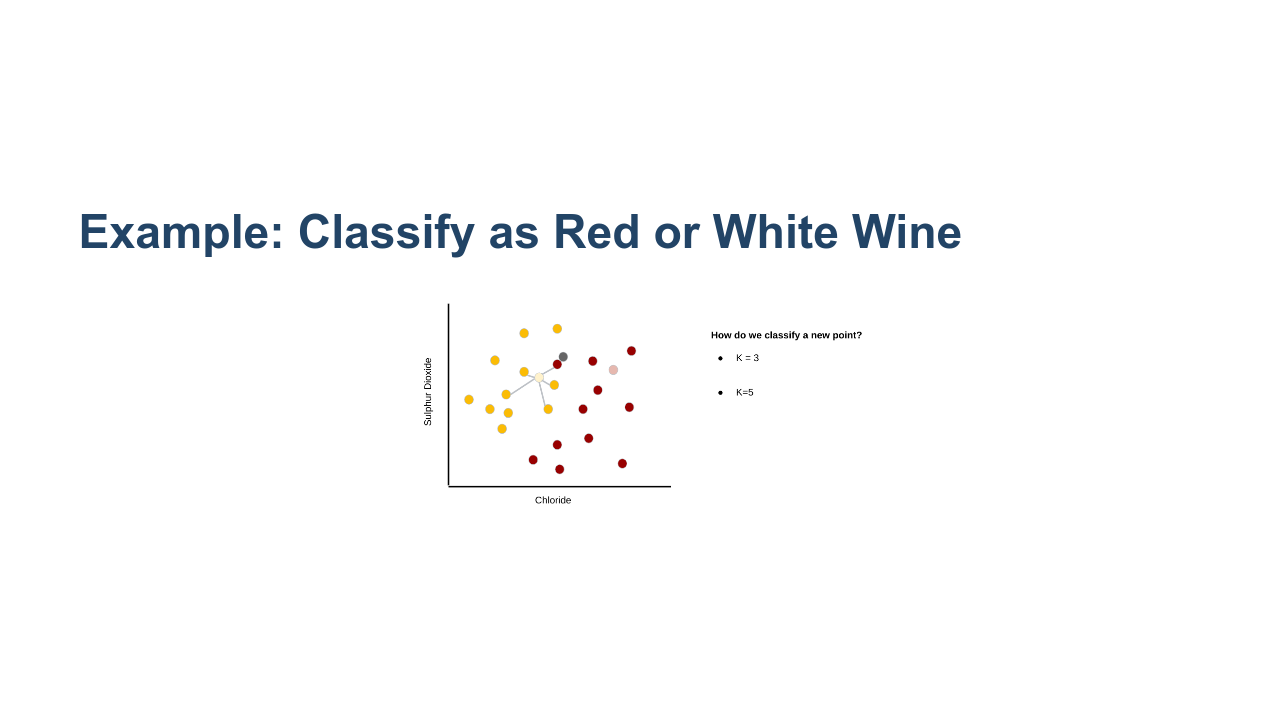 Example: Classify as Red or White Wine
Sulphur Dioxide
Chloride
How do we classify a new point?
● K = 3
● K=5